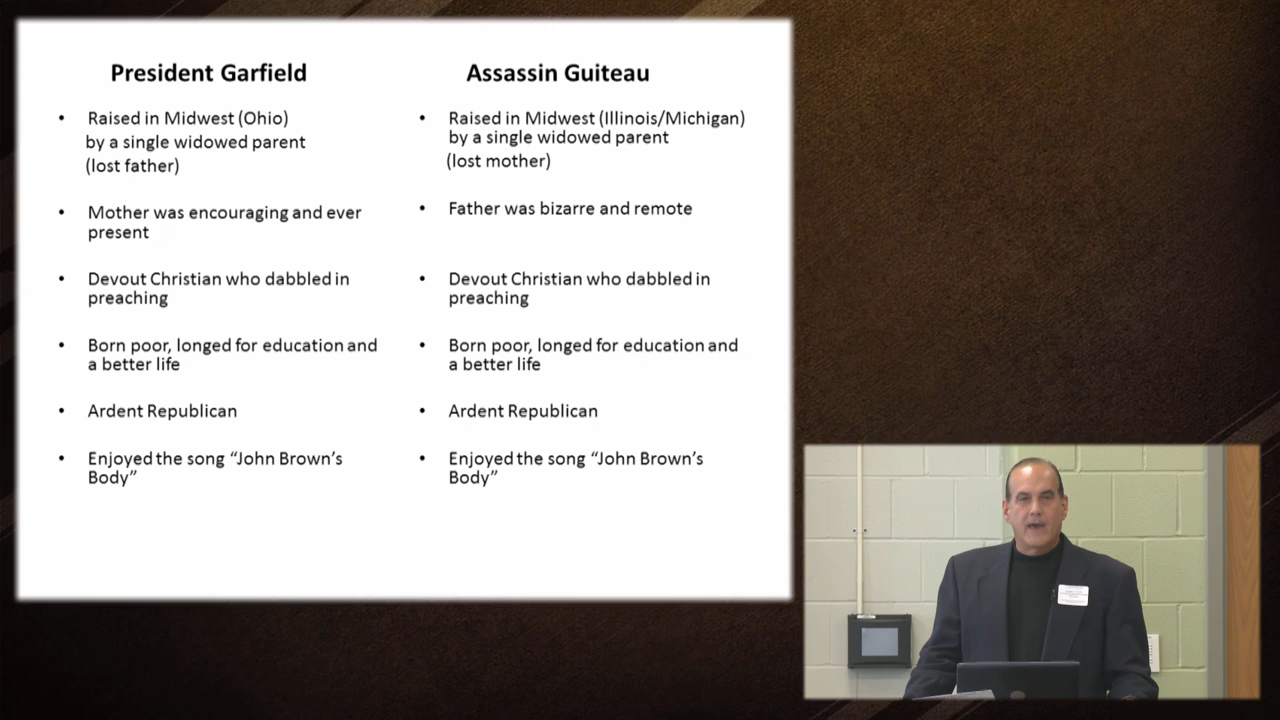 President Garfield
• Raised in Midwest (Ohio)
by a single widowed parent
(lost father)
• Mother was encouraging and ever
present
• Devout Christian who dabbled in
preaching
• Born poor, longed for education and
a better life
• Ardent Republican
• Enjoyed the song “John Brown’s
Body”
Assassin Guiteau
• Raised in Midwest (Illinois/Michigan)
by a single widowed parent
(lost mother)
• Father was bizarre and remote
• Devout Christian who dabbled in
preaching
• Born poor, longed for education and
a better life
• Ardent Republican
• Enjoyed the song “John Brown’s
Body”